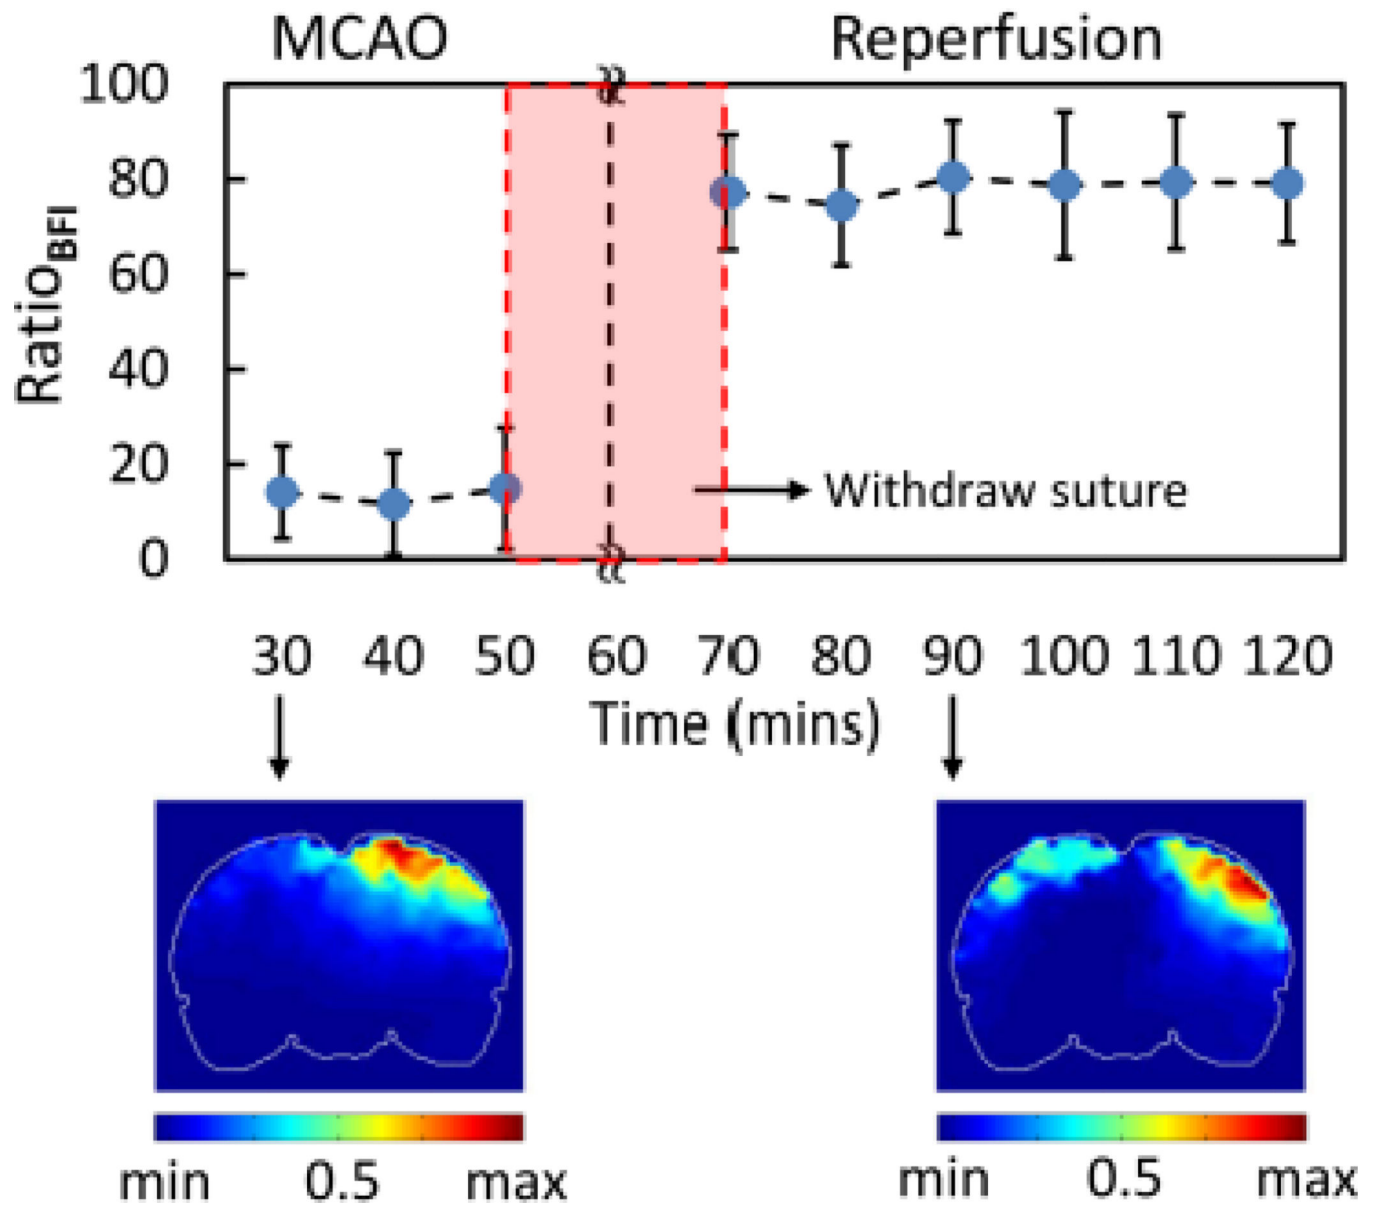 MCAO Reperfusion
100
80
60
40
20
0
RatioBFI
Withdraw suture
30 40 50 60 70 80 90 100 110 120
Time (mins)
min 0.5 max
min 0.5 max